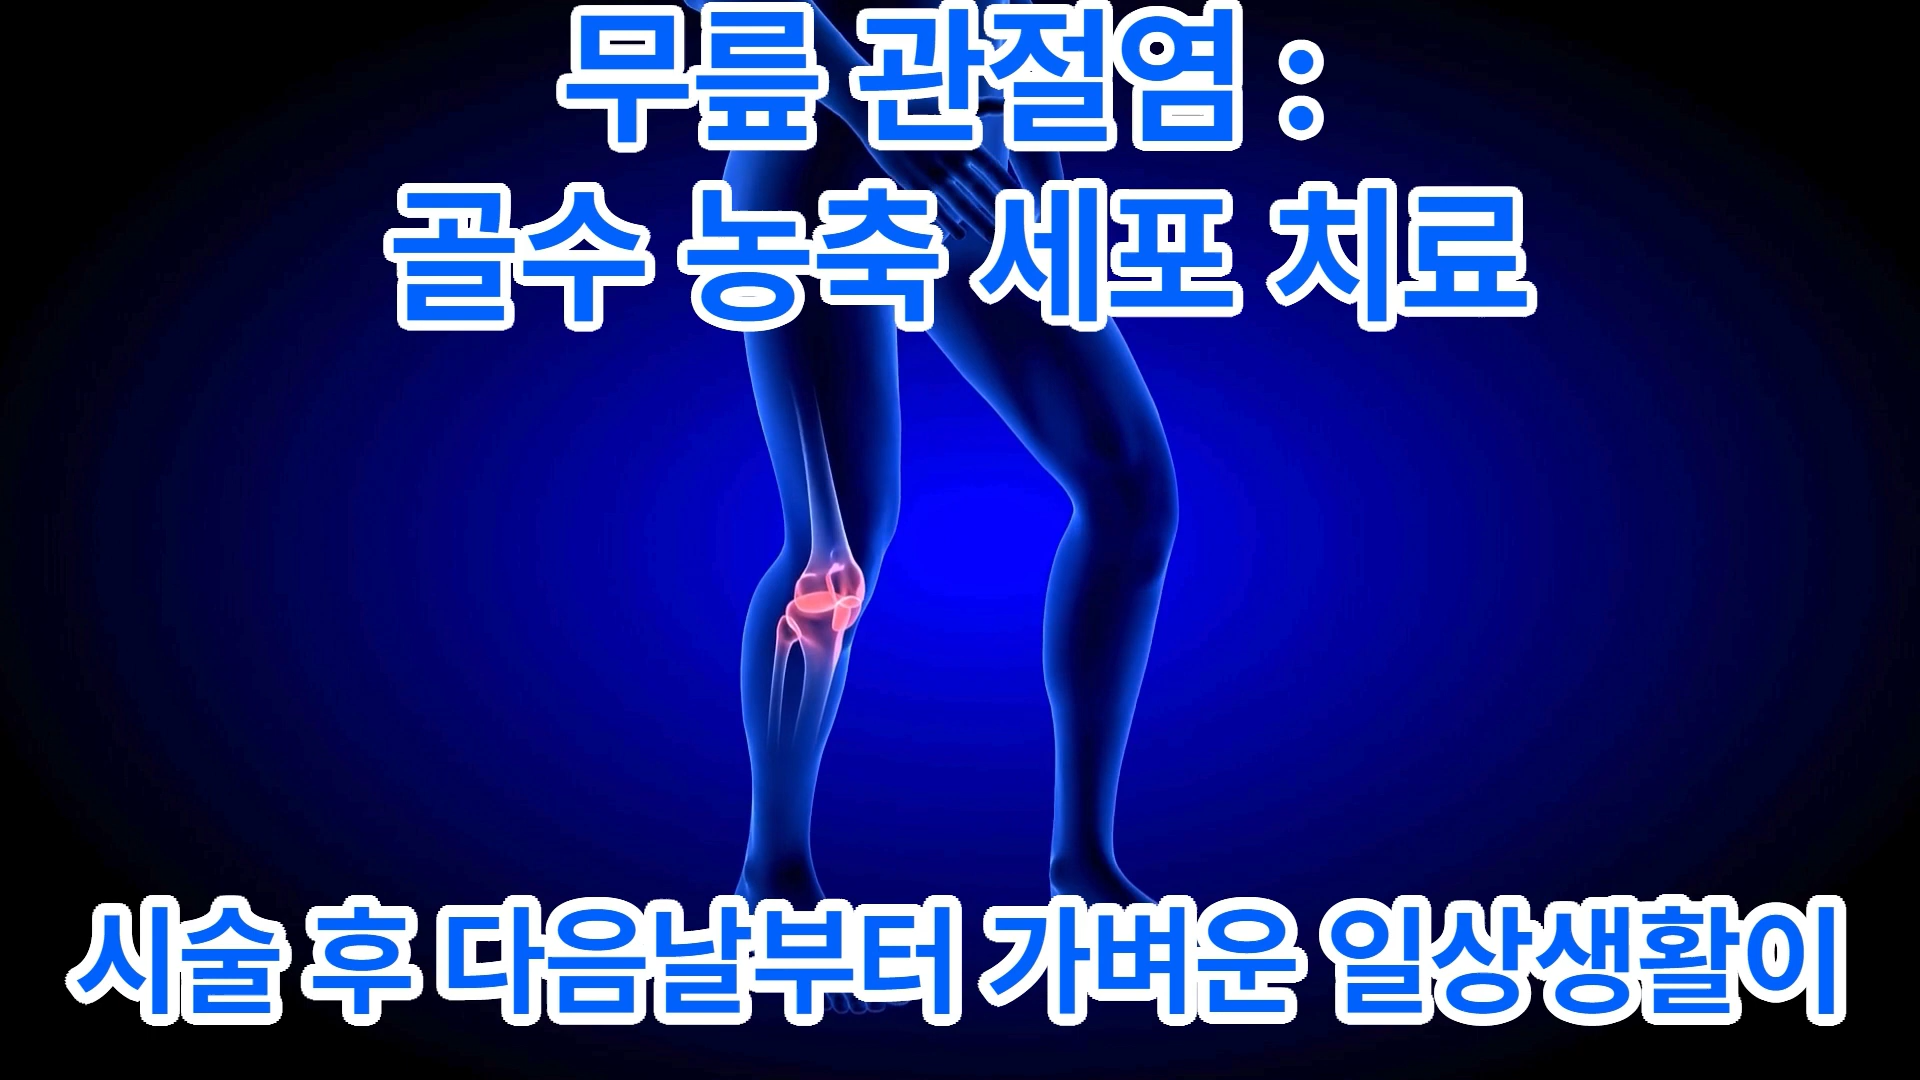 무릎 관절염 :
골수 농축 세포 치료
시술 후 다음날부터 가벼운 일상생활이